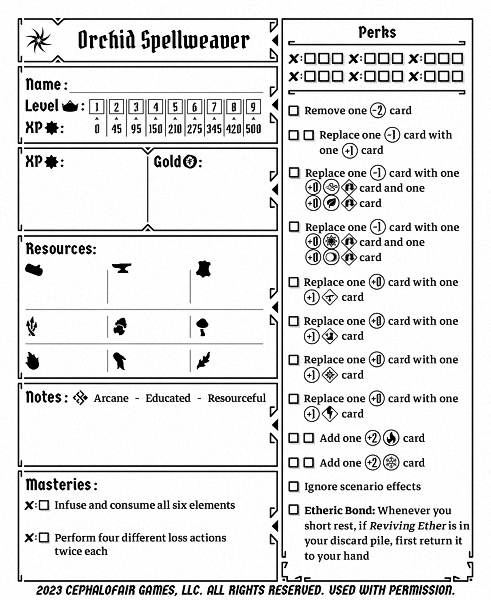 Orchid Spellweaver
Name:
Level : 1 2 3 4 5 6 7 8 9
XP : 0 45 95 150 210 275 345 420 500
XP : Gold :
Resources:
Notes: Arcane - Educated - Resourceful
Masteries:
Infuse and consume all six elements
Perform four different loss actions
twice each
Perks
Remove one -2 card
Replace one -1 card with
one +1 card
Replace one -1 card with one
+0 card and one
+0 card
Replace one -1 card with one
+0 card and one
+0 card
Replace one +0 card with one
+1 card
Replace one +0 card with one
+1 card
Replace one +0 card with one
+1 card
Replace one +0 card with one
+1 card
Add one +2 card
Add one +2 card
Ignore scenario effects
Etheric Bond: Whenever you
short rest, if Reviving Ether is in
your discard pile, first return it
to your hand
2023 CEPHALOFAIR GAMES, LLC. ALL RIGHTS RESERVED. USED WITH PERMISSION.